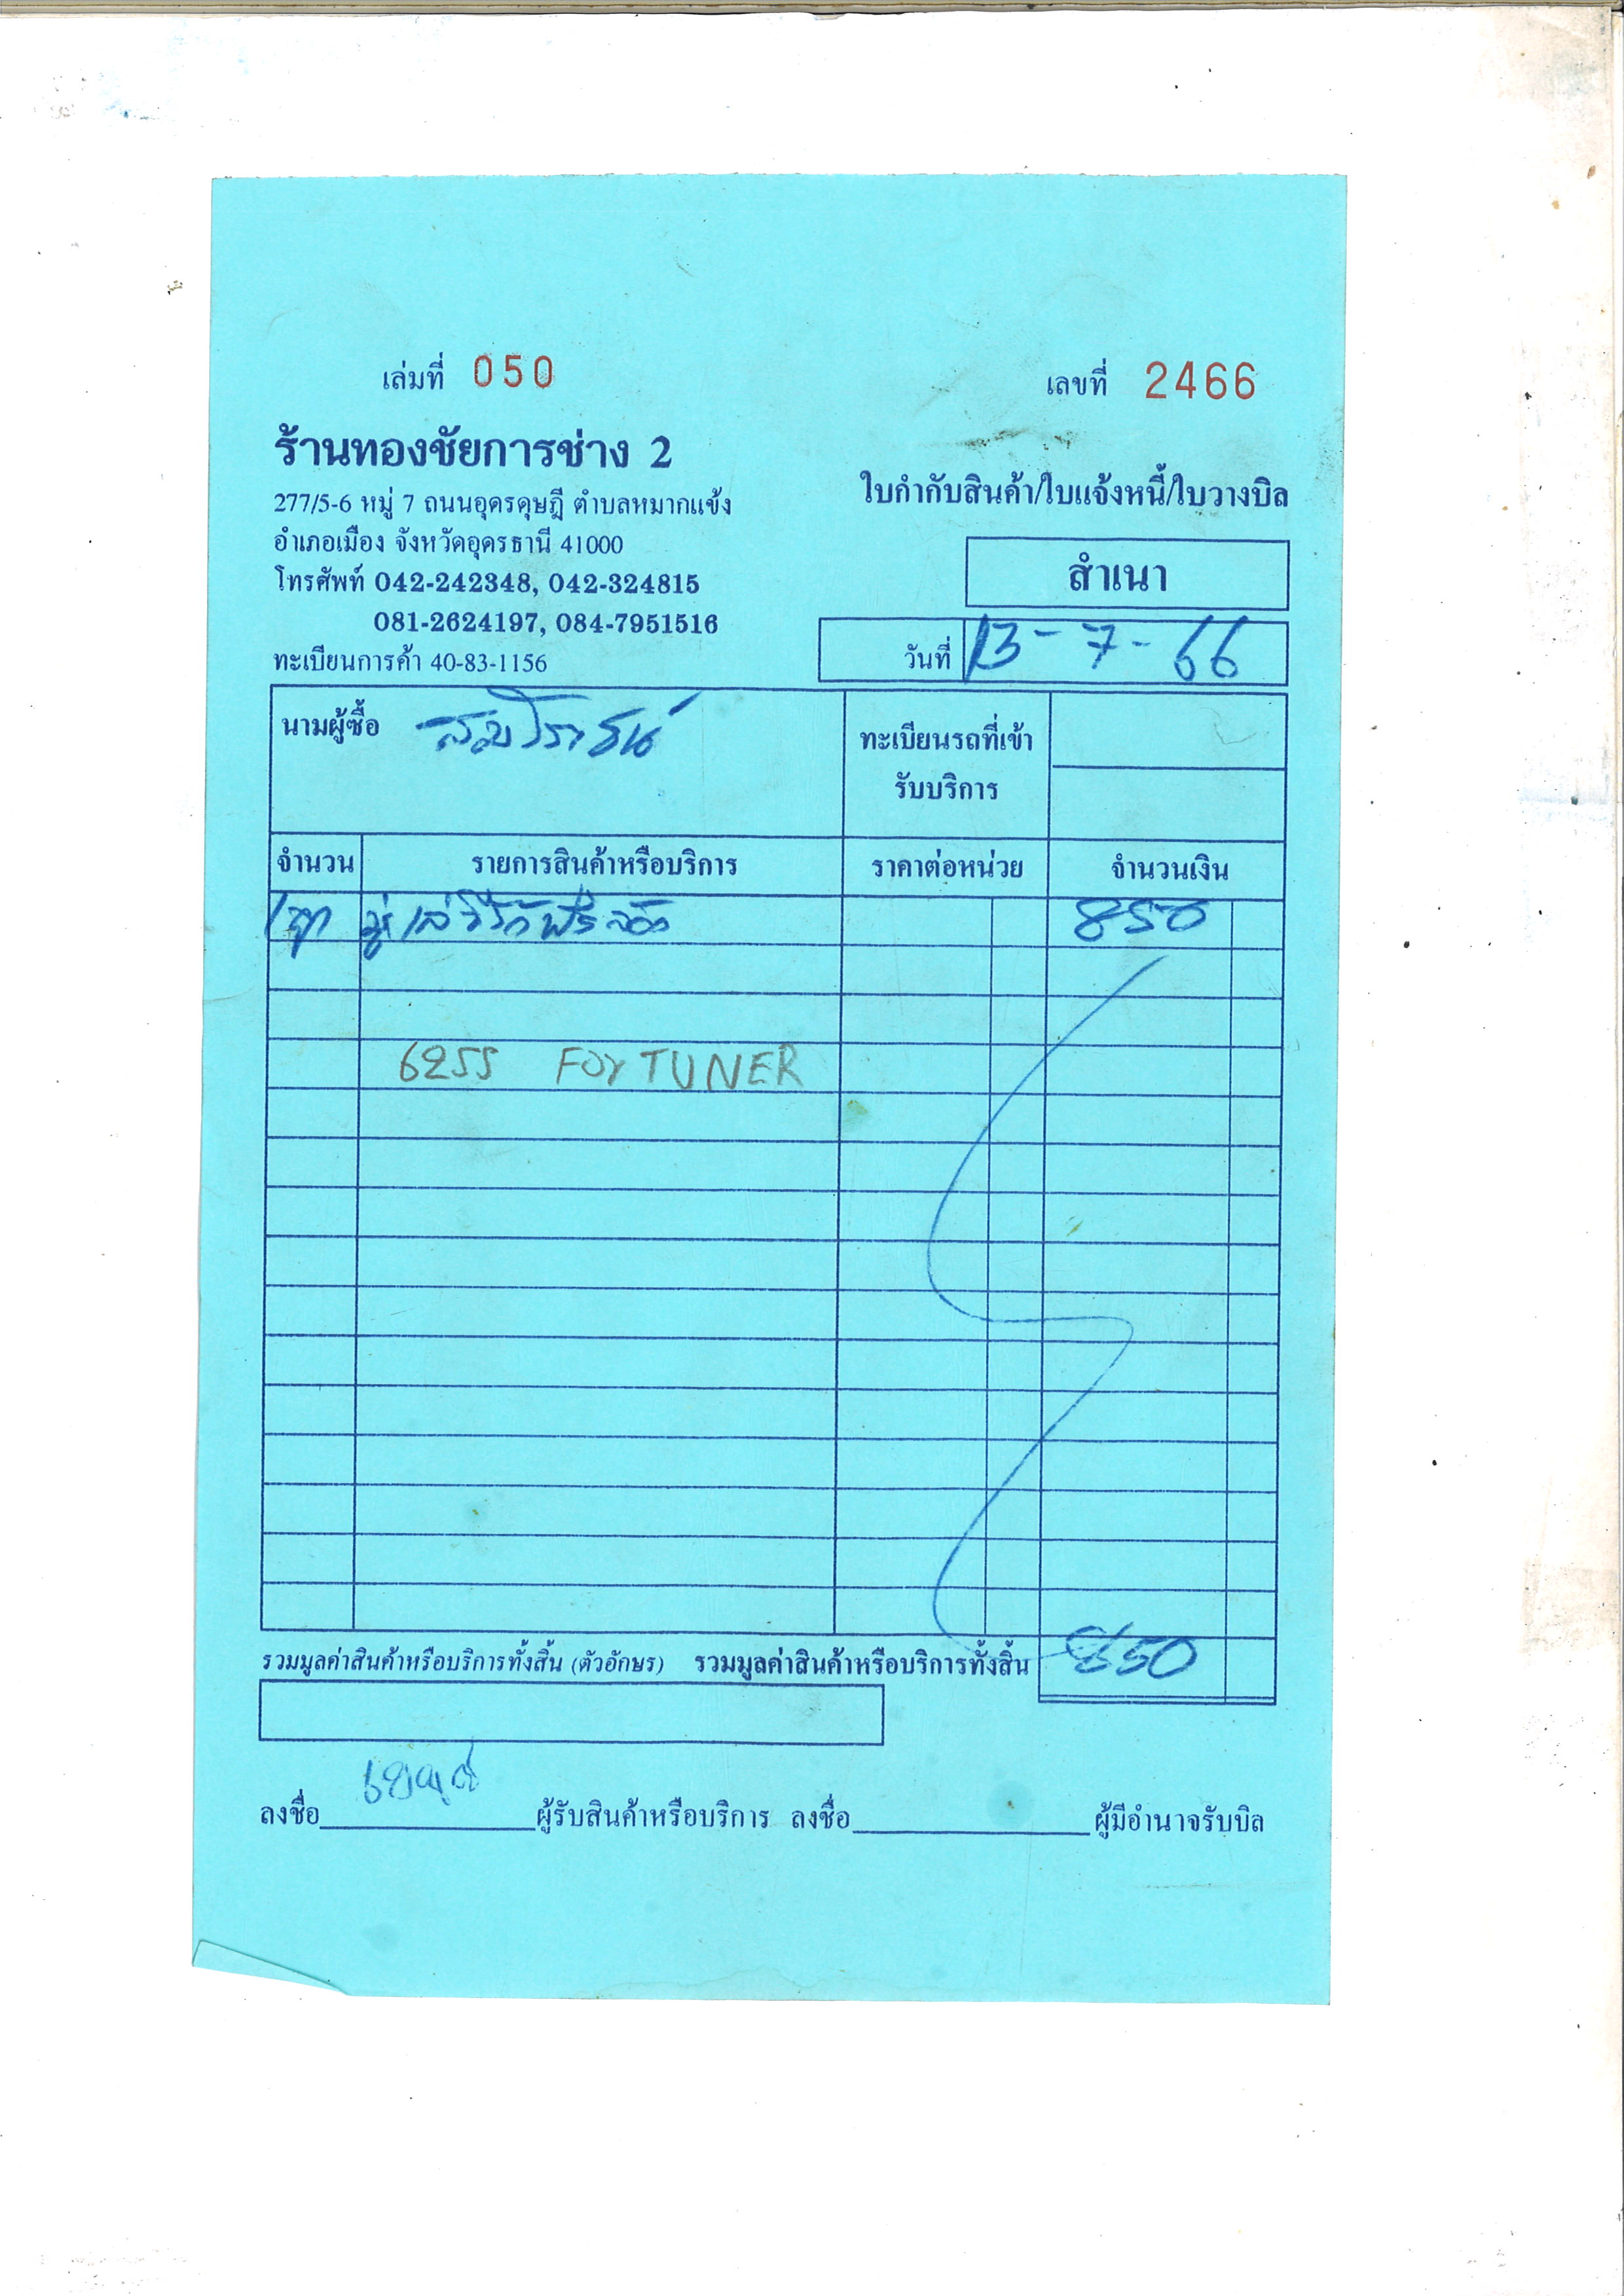 เล่มที่ 050
เลขที่ 2466
ร้านทองชัยการช่าง 2
277/5-6 หมู่ 7 ถนนอุดรดุษฎี ตำบลหมากแข้ง
อำเภอเมือง จังหวัดอุดรธานี 41000
โทรศัพท์ 042-242348, 042-324815
081-2624197, 084-7951516
ทะเบียนการค้า 40-83-1156
ใบกำกับสินค้า/ใบแจ้งหนี้/ใบวางบิล
สำเนา
วันที่ 13-7-66
นามผู้ซื้อ
ทะเบียนรถที่เข้า
รับบริการ
จำนวน รายการสินค้าหรือบริการ ราคาต่อหน่วย จำนวนเงิน
1 ลูก 850
6255 FOrTUNER
รวมมูลค่าสินค้าหรือบริการทั้งสิ้น (ตัวอักษร) รวมมูลค่าสินค้าหรือบริการทั้งสิ้น 850
ลงชื่อ ผู้รับสินค้าหรือบริการ ลงชื่อ ผู้มีอำนาจรับบิล